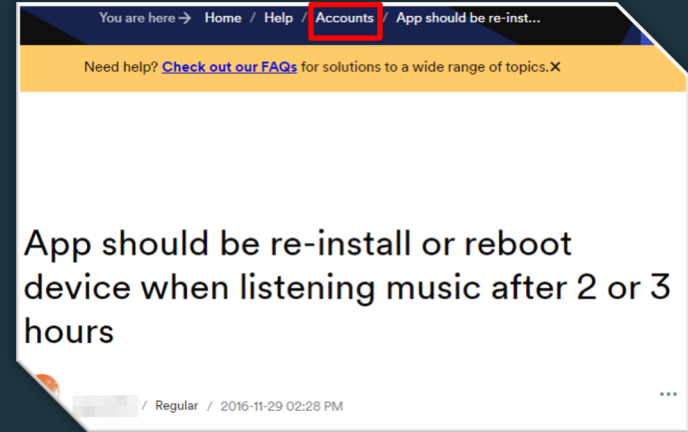 You are here → Home / Help / Accounts / App should be re-inst...
Need help? Check out our FAQs for solutions to a wide range of topics.✕
App should be re-install or reboot
device when listening music after 2 or 3
hours
/ Regular / 2016-11-29 02:28 PM
...